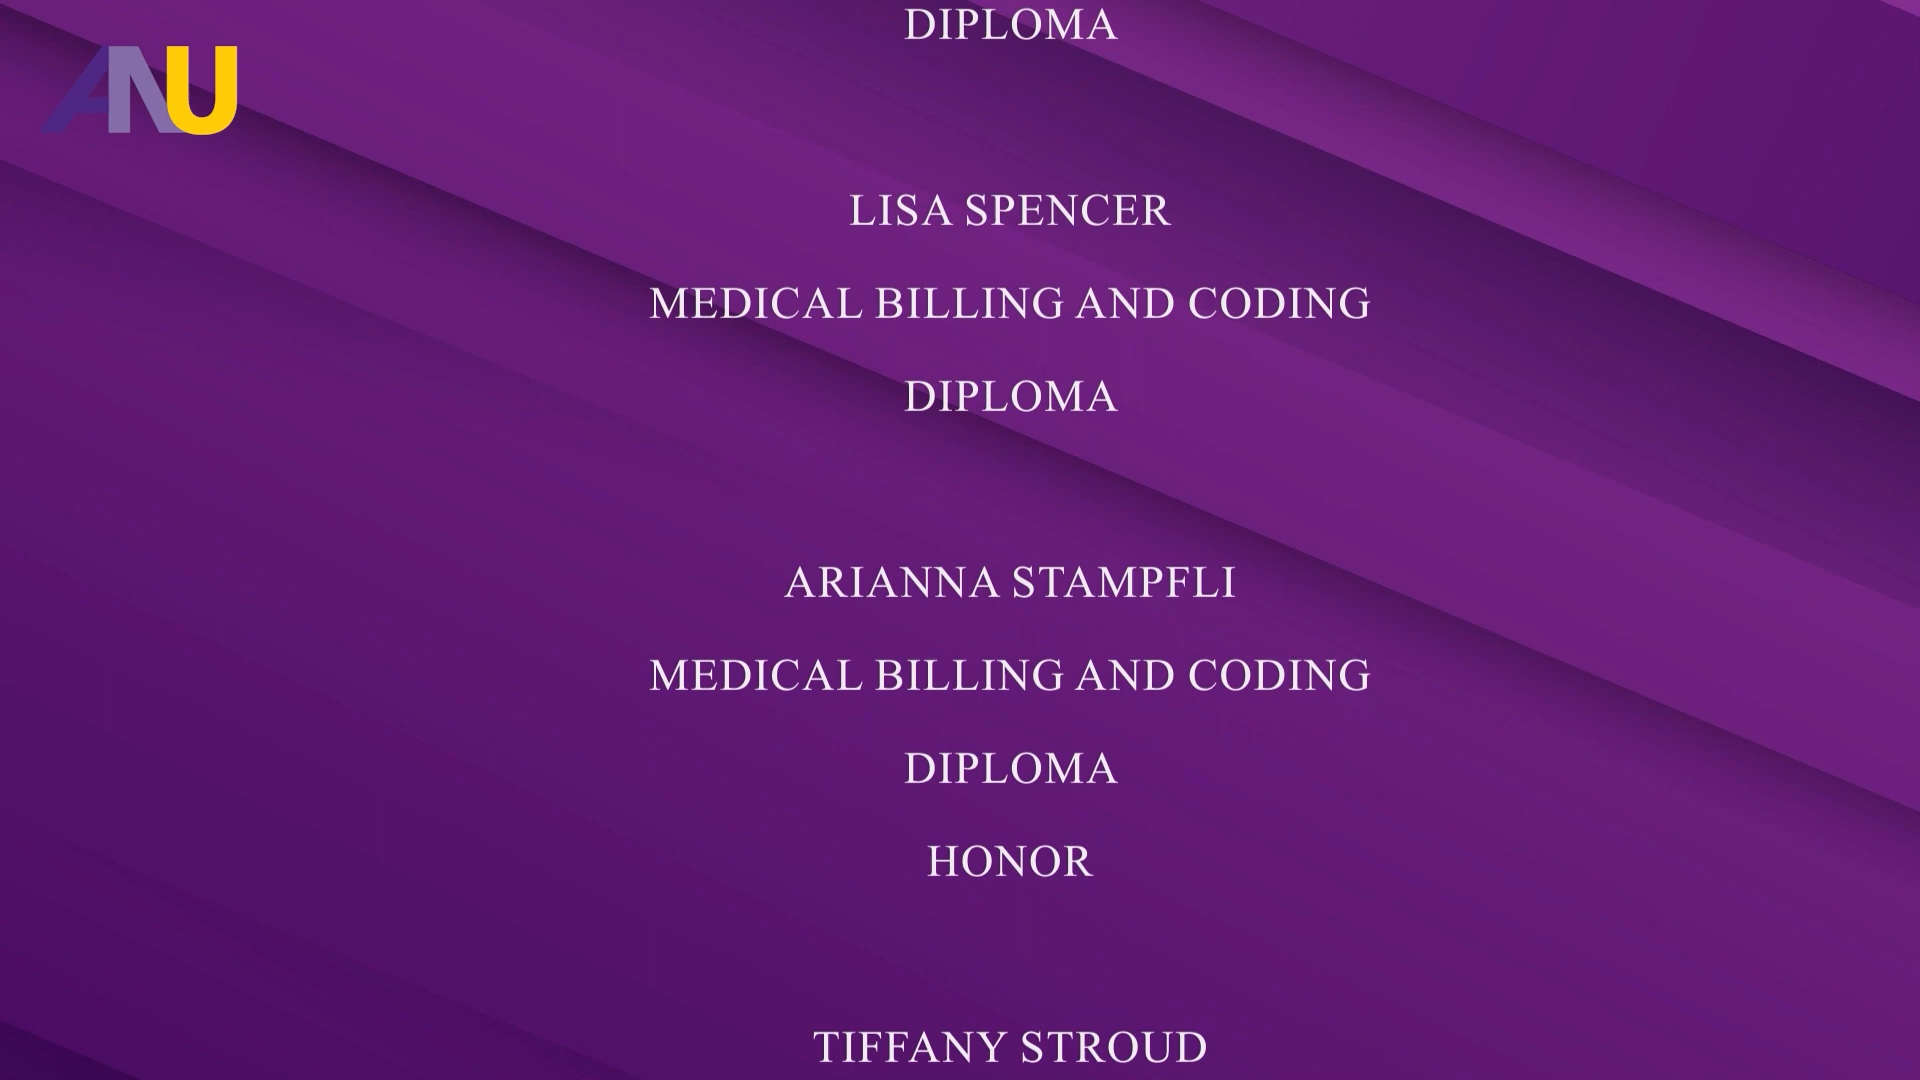 DIPLOMA
ANU
LISA SPENCER
MEDICAL BILLING AND CODING
DIPLOMA
ARIANNA STAMPFLI
MEDICAL BILLING AND CODING
DIPLOMA
HONOR
TIFFANY STROUD